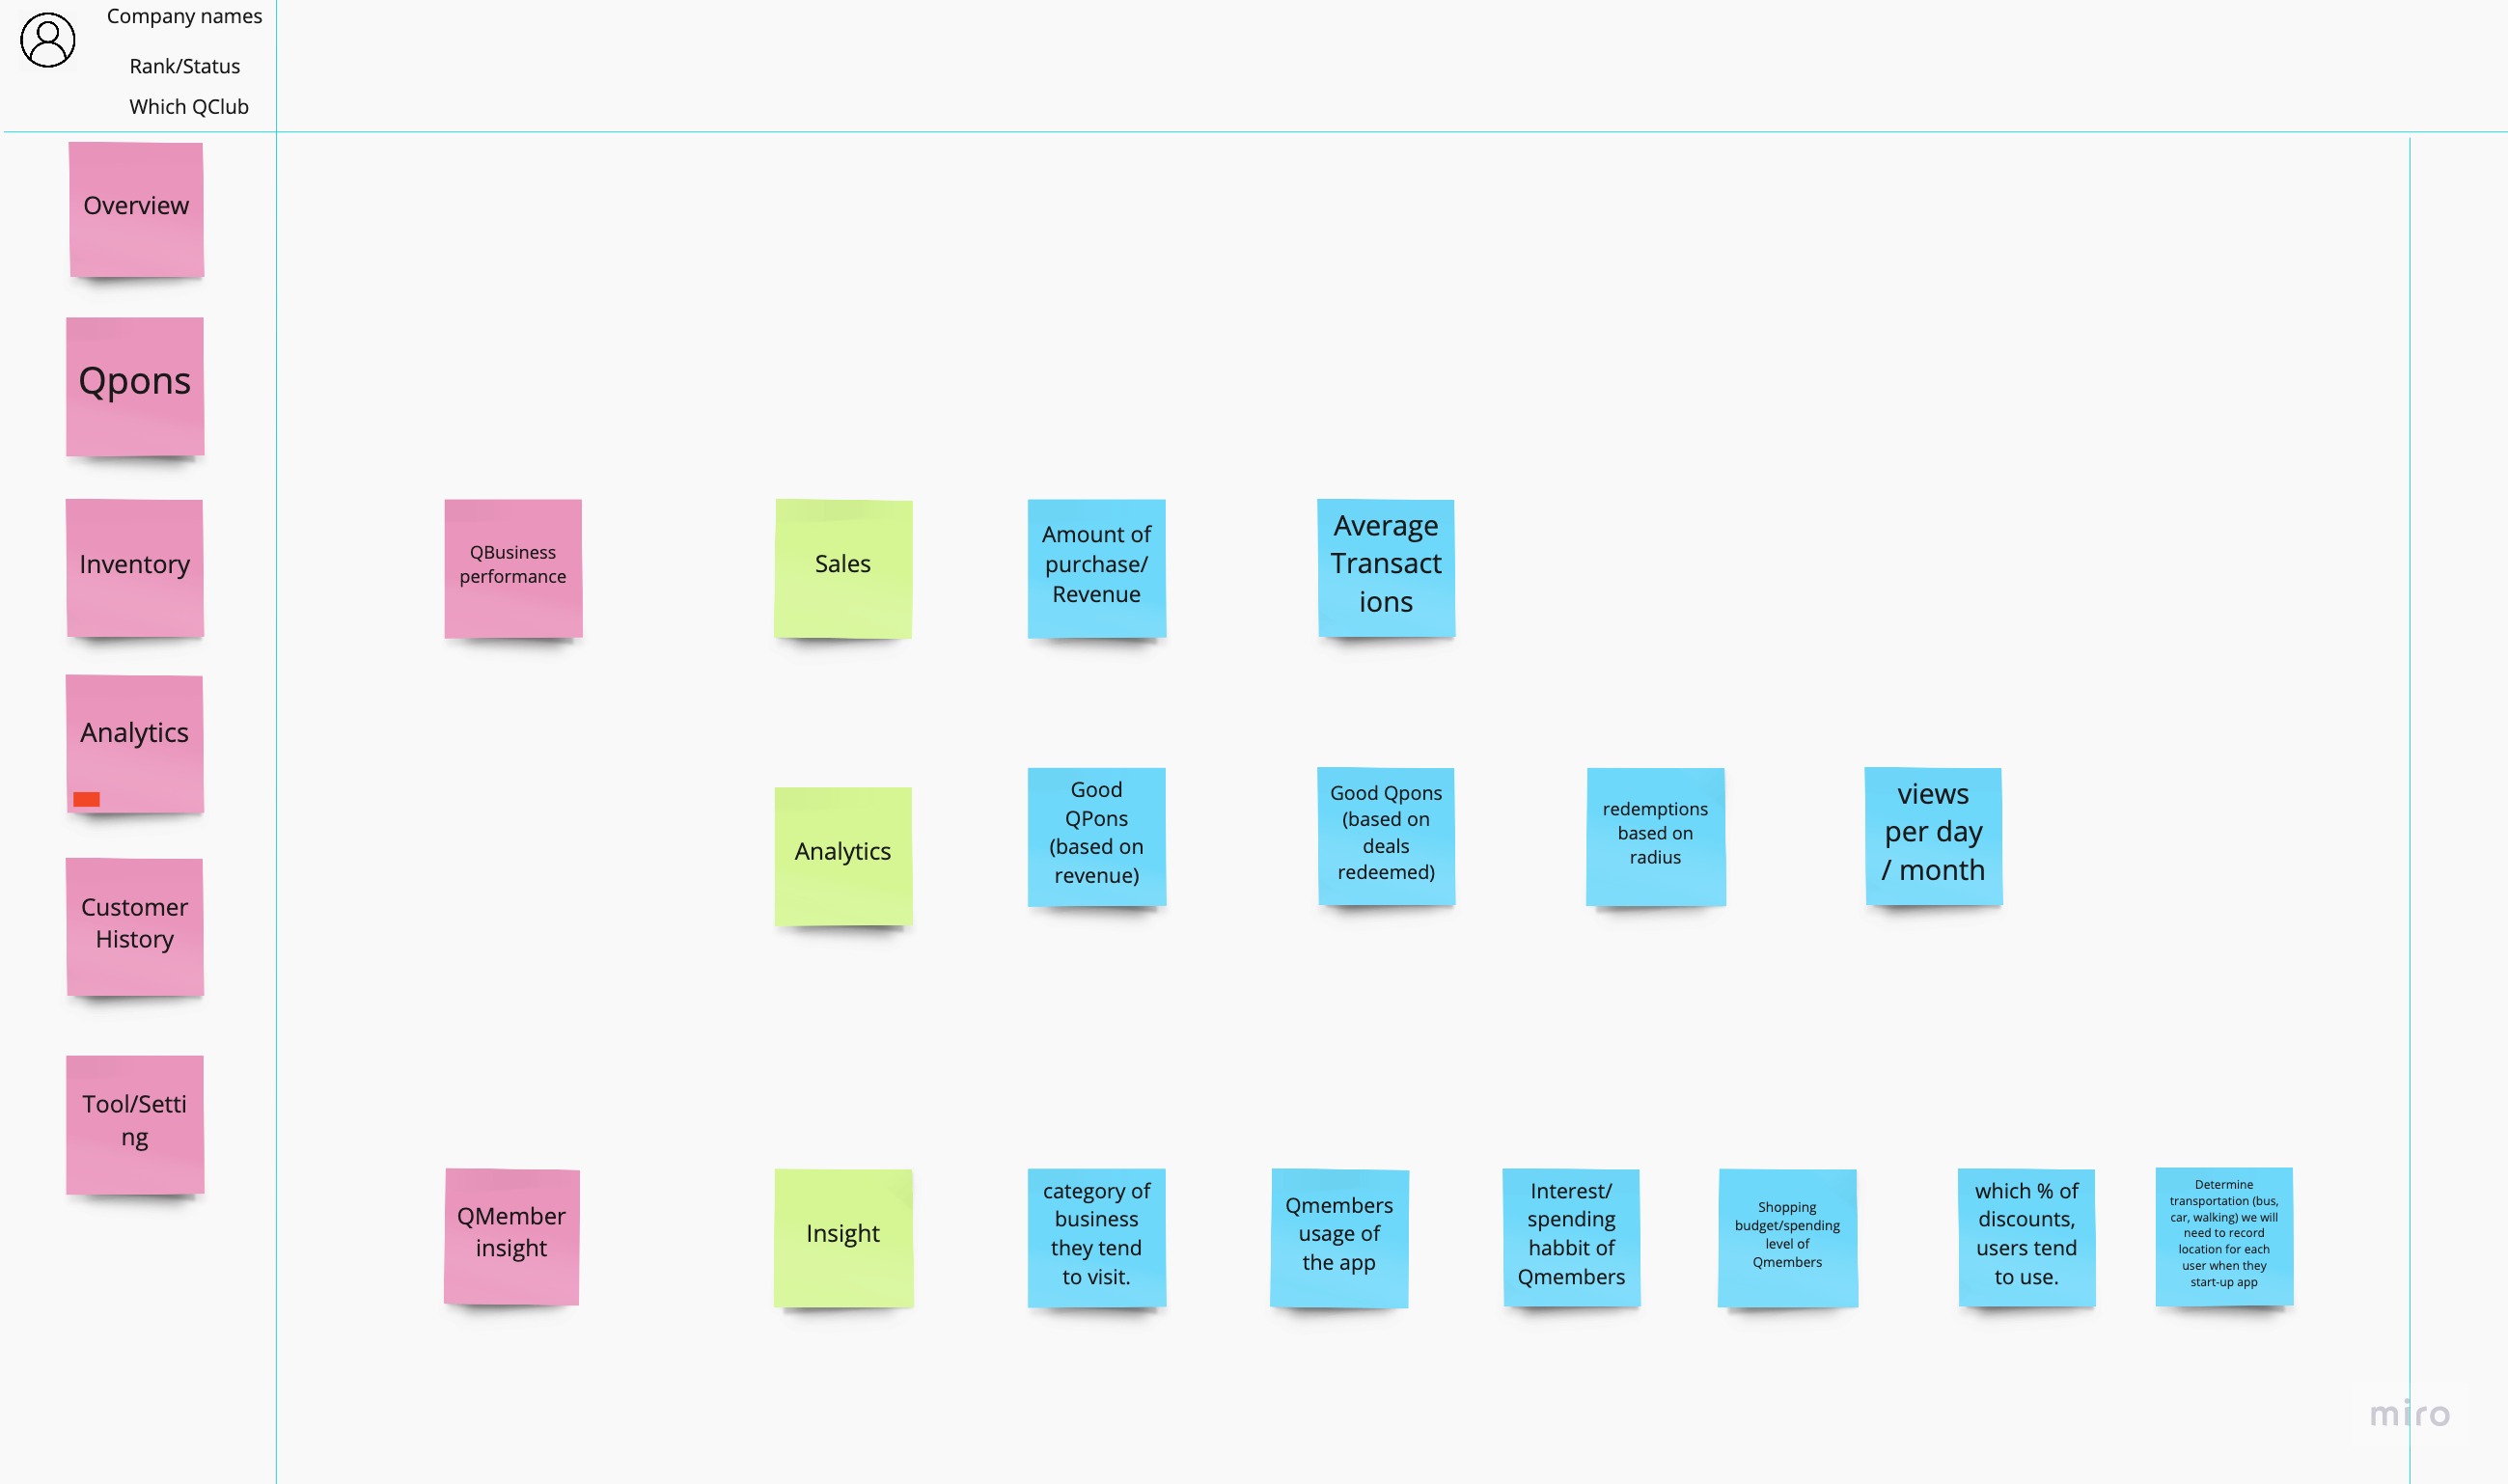 Company names
Rank/Status
Which QClub
Overview
Qpons
Inventory
Analytics
Customer
History
Tool/Setti
ng
QBusiness
performance
Sales
Amount of
purchase/
Revenue
Average
Transact
ions
Analytics
Good
QPons
(based on
revenue)
Good Qpons
(based on
deals
redeemed)
redemptions
based on
radius
views
per day
/ month
QMember
insight
Insight
category of
business
they tend
to visit.
Qmembers
usage of
the app
Interest/
spending
habbit of
Qmembers
Shopping
budget/spending
level of
Qmembers
which % of
discounts,
users tend
to use.
Determine
transportation (bus,
car, walking) we will
need to record
location for each
user when they
start-up app
miro